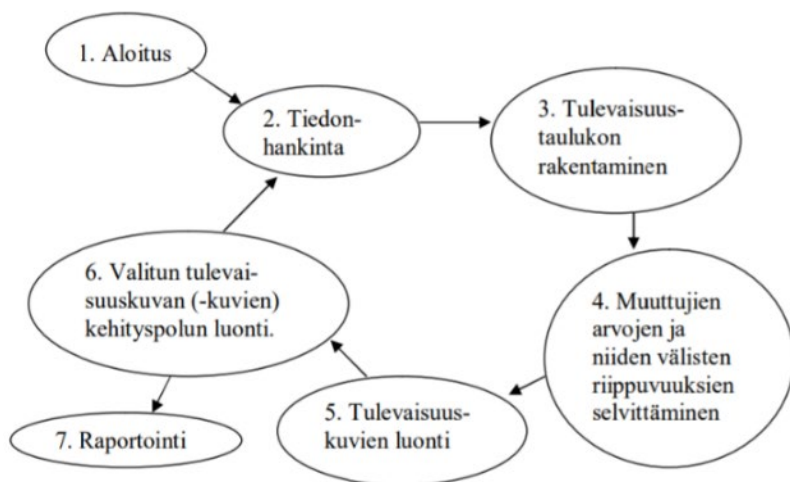 1. Aloitus
2. Tiedon-
hankinta
3. Tulevaisuus-
taulukon
rakentaminen
4. Muuttujien
arvojen ja
niiden välisten
riippuvuuksien
selvittäminen
5. Tulevaisuus-
kuvien luonti
6. Valitun tulevai-
suuskuvan (-kuvien)
kehityspolun luonti.
7. Raportointi